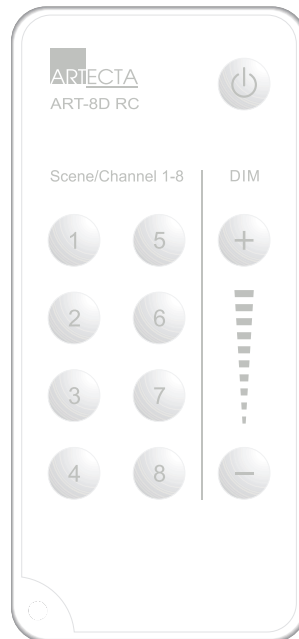 ARTECTA
ART-8D RC
Scene/Channel 1-8 DIM
1 5 +
2 6
3 7
4 8 −